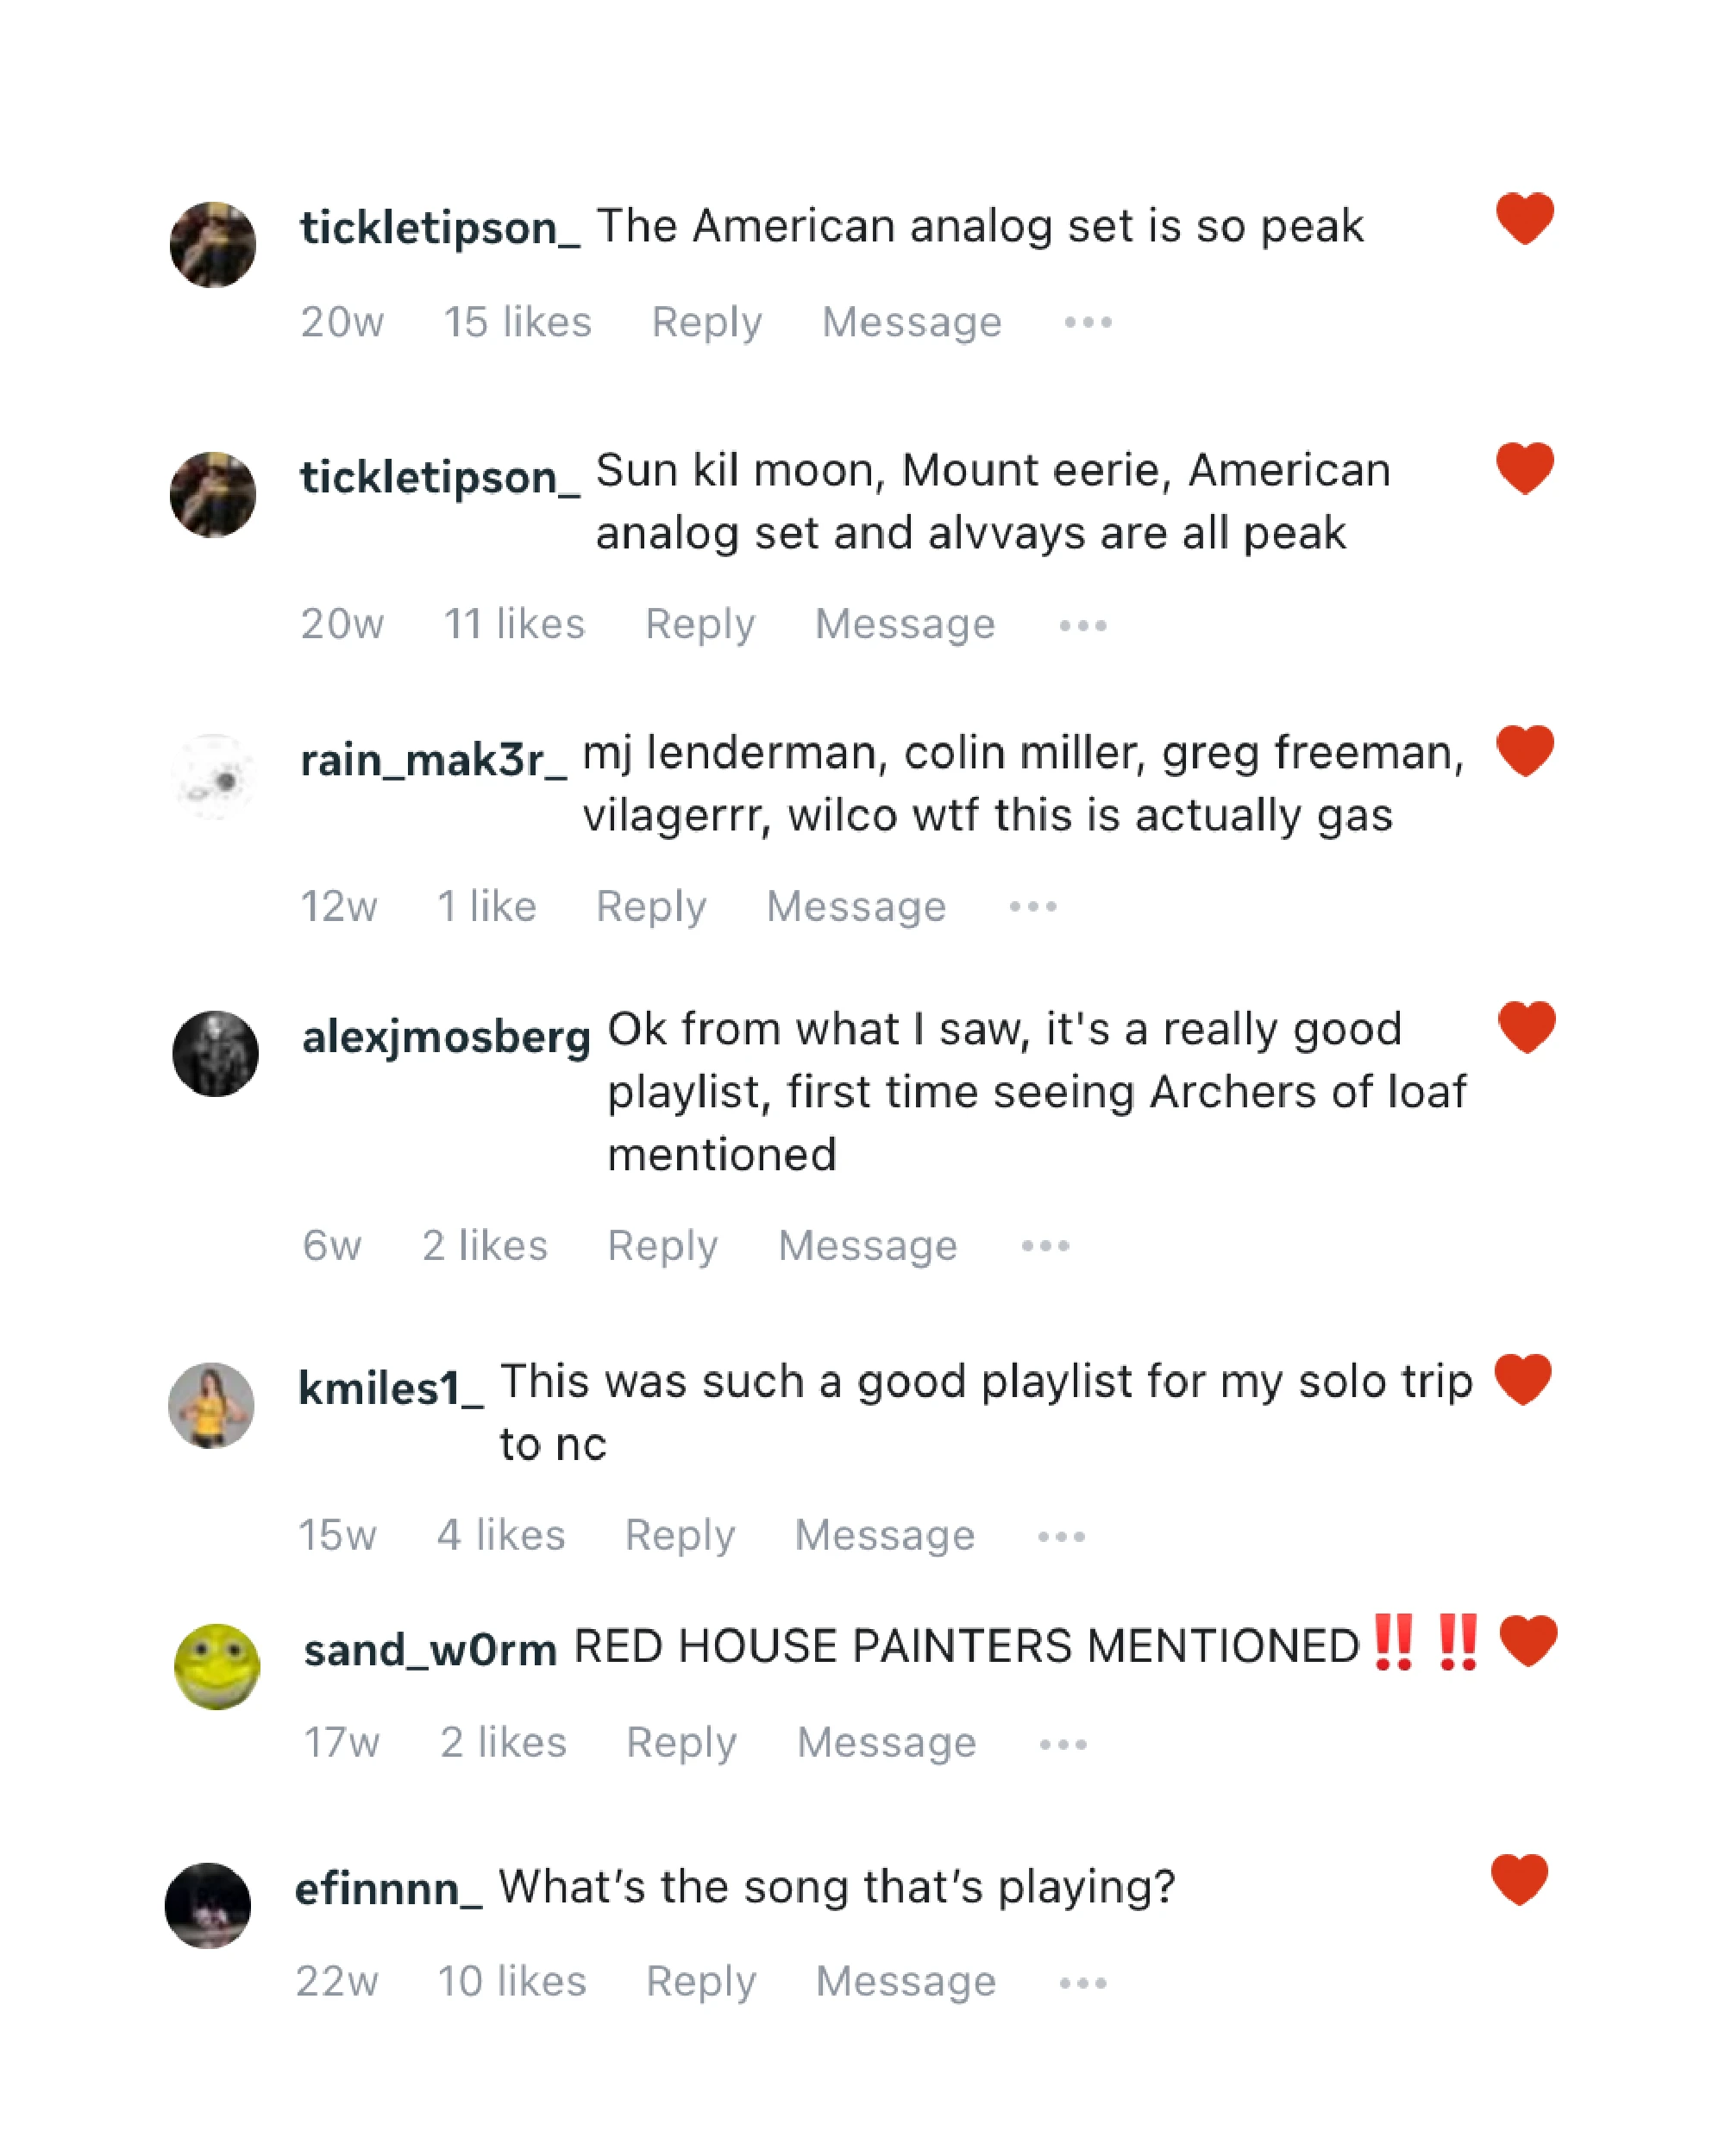 tickletipson_ The American analog set is so peak
20w 15 likes Reply Message ...
tickletipson_ Sun kil moon, Mount eerie, American
analog set and alvvays are all peak
20w 11 likes Reply Message ...
rain_mak3r_ mj lenderman, colin miller, greg freeman,
vilagerrr, wilco wtf this is actually gas
12w 1 like Reply Message ...
alexjmosberg Ok from what I saw, it's a really good
playlist, first time seeing Archers of loaf
mentioned
6w 2 likes Reply Message ...
kmiles1_ This was such a good playlist for my solo trip
to nc
15w 4 likes Reply Message ...
sand_w0rm RED HOUSE PAINTERS MENTIONED‼️ ‼️
17w 2 likes Reply Message ...
efinnnn_ What’s the song that’s playing?
22w 10 likes Reply Message ...